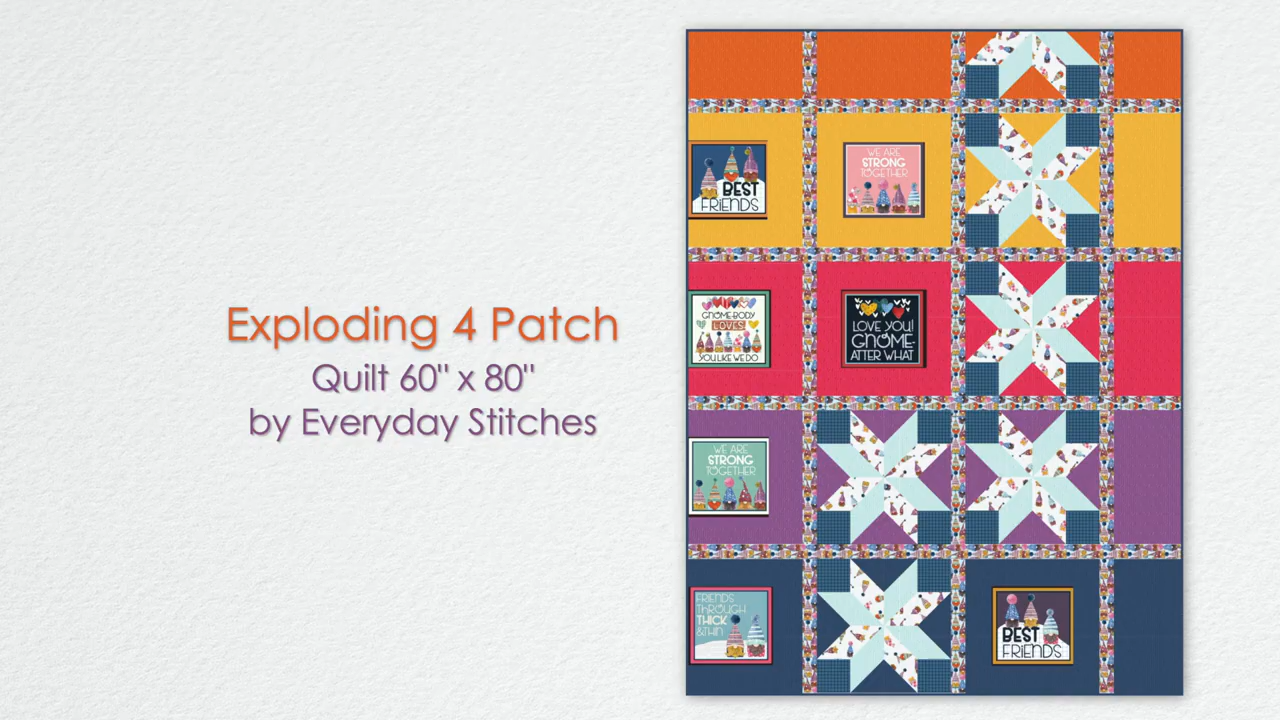 Exploding 4 Patch
Quilt 60" x 80"
by Everyday Stitches
BEST
FRIENDS
WE ARE
STRONG
TOGETHER
GNOME-BODY
LOVES
YOU LIKE WE DO
LOVE YOU!
GNOME-
ATTER WHAT
WE ARE
STRONG
TOGETHER
FRIENDS
THROUGH
THICK
&THIN
BEST
FRIENDS